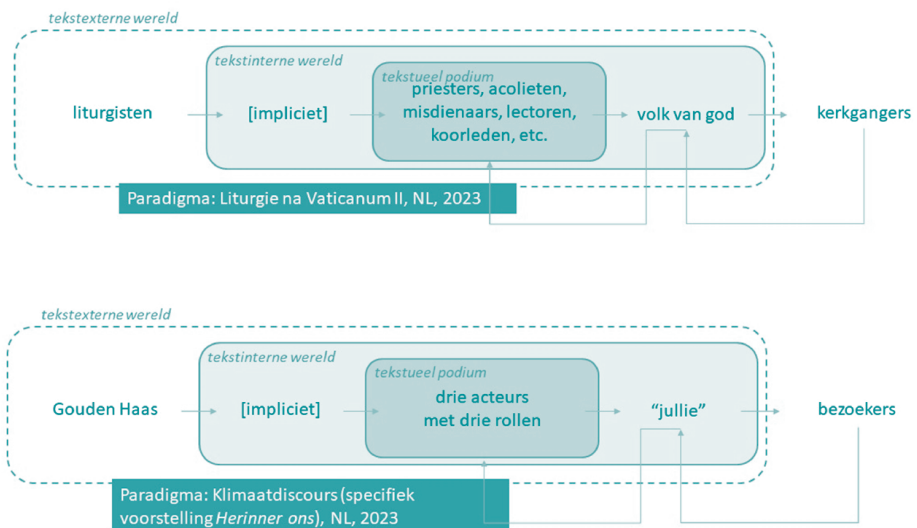 tekstexterne wereld
tekstinterne wereld
tekstueel podium
liturgisten
[impliciet]
priesters, acolieten,
misdienaars, lectoren,
koorleden, etc.
volk van god
kerkgangers
Paradigma: Liturgie na Vaticanum II, NL, 2023
tekstexterne wereld
tekstinterne wereld
tekstueel podium
Gouden Haas
[impliciet]
drie acteurs
met drie rollen
“jullie”
bezoekers
Paradigma: Klimaatdiscours (specifiek
voorstelling Herinner ons), NL, 2023